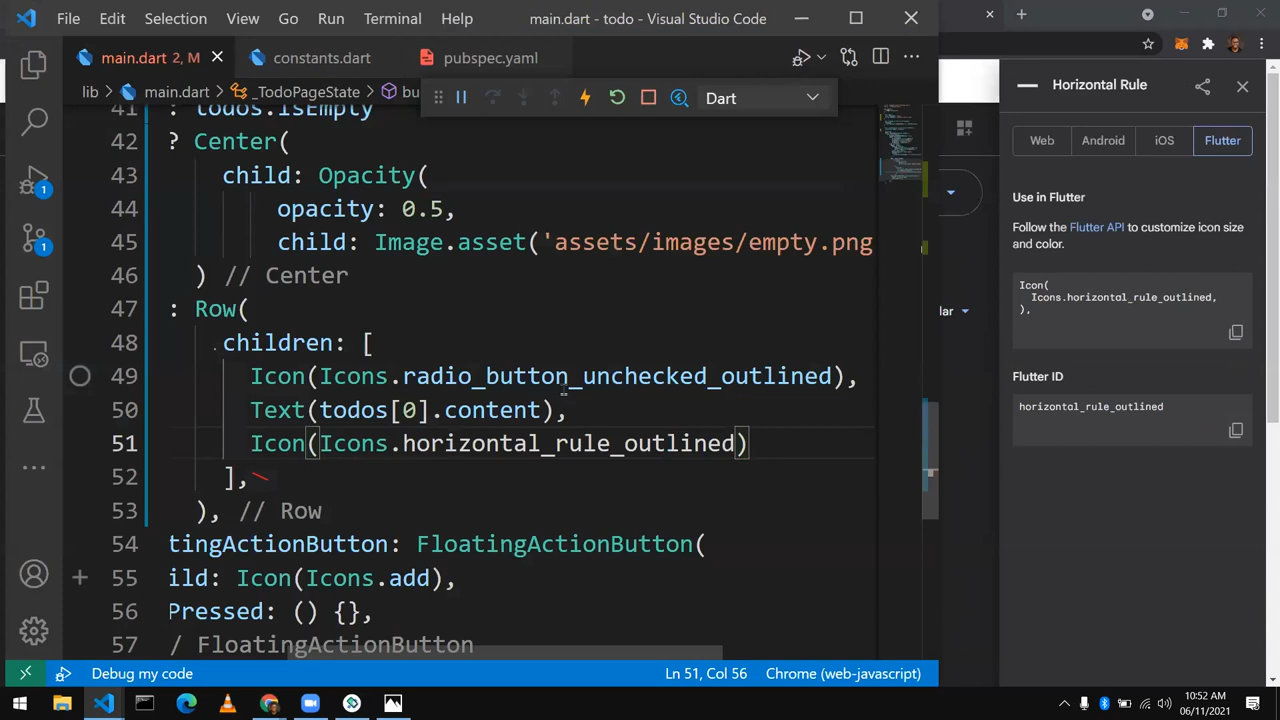 File Edit Selection View Go Run Terminal Help main.dart - todo - Visual Studio Code
main.dart 2, M constants.dart pubspec.yaml
lib main.dart _TodoPageState bu
Dart
41 : todos.isEmpty
42 ? Center(
43 child: Opacity(
44 opacity: 0.5,
45 child: Image.asset('assets/images/empty.png
46 ) // Center
47 : Row(
48 children: [
49 Icon(Icons.radio_button_unchecked_outlined),
50 Text(todos[0].content),
51 Icon(Icons.horizontal_rule_outlined)
52 ],
53 ), // Row
54 tingActionButton: FloatingActionButton(
55 ild: Icon(Icons.add),
56 Pressed: () {},
57 / FloatingActionButton
1
1
Debug my code Ln 51, Col 56 Chrome (web-javascript)
lar
Horizontal Rule
Web Android iOS Flutter
Use in Flutter
Follow the Flutter API to customize icon size
and color.
Icon(
Icons.horizontal_rule_outlined,
),
Flutter ID
horizontal_rule_outlined
10:52 AM
06/11/2021